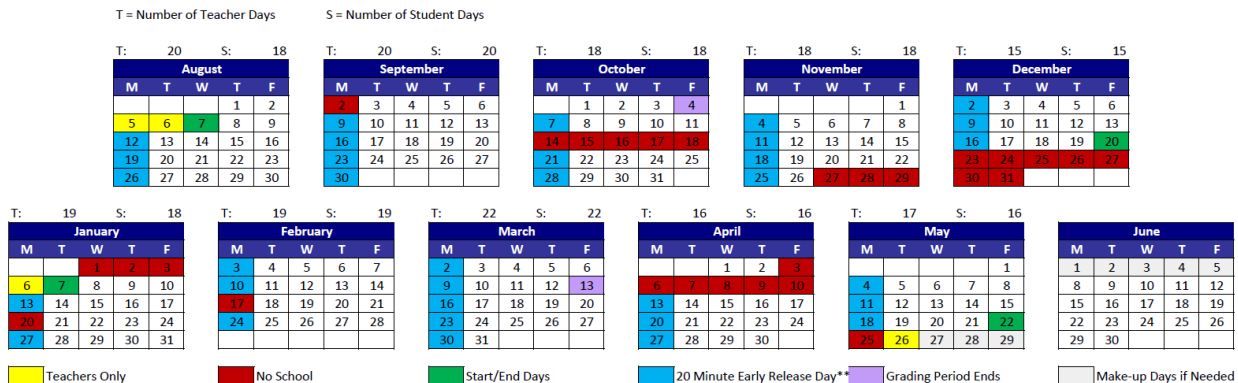 T = Number of Teacher Days S = Number of Student Days
T: 20 S: 18 T: 20 S: 20 T: 18 S: 18 T: 18 S: 18 T: 15 S: 15
August September October November December
M T W T F M T W T F M T W T F M T W T F M T W T F
1 2 2 3 4 5 6 1 2 3 4 1 2 3 4 5 6
5 6 7 8 9 9 10 11 12 13 7 8 9 10 11 4 5 6 7 8 9 10 11 12 13
12 13 14 15 16 16 17 18 19 20 14 15 16 17 18 11 12 13 14 15 16 17 18 19 20
19 20 21 22 23 23 24 25 26 27 21 22 23 24 25 18 19 20 21 22 23 24 25 26 27
26 27 28 29 30 30 28 29 30 31 25 26 27 28 29 30 31
T: 19 S: 18 T: 19 S: 19 T: 22 S: 22 T: 16 S: 16 T: 17 S: 16
January February March April May June
M T W T F M T W T F M T W T F M T W T F M T W T F M T W T F
1 2 3 3 4 5 6 7 2 3 4 5 6 1 2 3 1 1 2 3 4 5
6 7 8 9 10 10 11 12 13 14 9 10 11 12 13 6 7 8 9 10 4 5 6 7 8 8 9 10 11 12
13 14 15 16 17 17 18 19 20 21 16 17 18 19 20 13 14 15 16 17 11 12 13 14 15 15 16 17 18 19
20 21 22 23 24 24 25 26 27 28 23 24 25 26 27 20 21 22 23 24 18 19 20 21 22 22 23 24 25 26
27 28 29 30 31 30 31 27 28 29 30 25 26 27 28 29 29 30
Teachers Only No School Start/End Days 20 Minute Early Release Day** Grading Period Ends Make-up Days if Needed